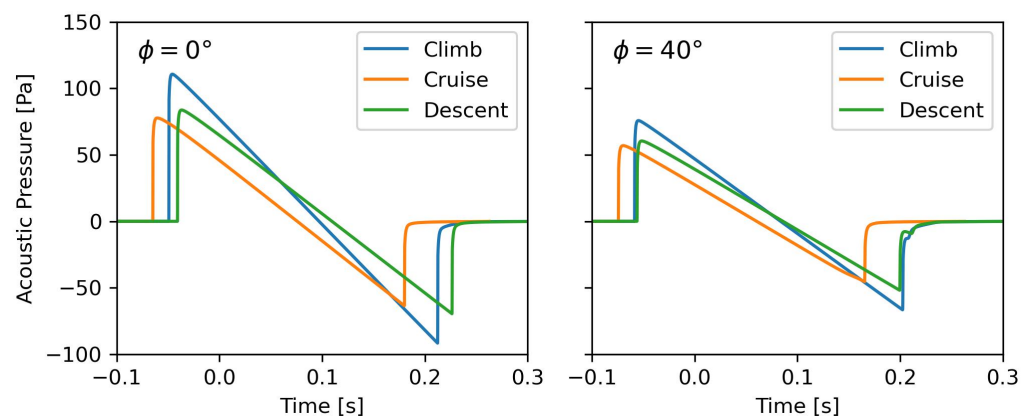 ϕ = 0°
Climb
Cruise
Descent
Acoustic Pressure [Pa]
150
100
50
0
−50
−100
−0.1
0.0
0.1
0.2
0.3
Time [s]
ϕ = 40°
Climb
Cruise
Descent
−0.1
0.0
0.1
0.2
0.3
Time [s]